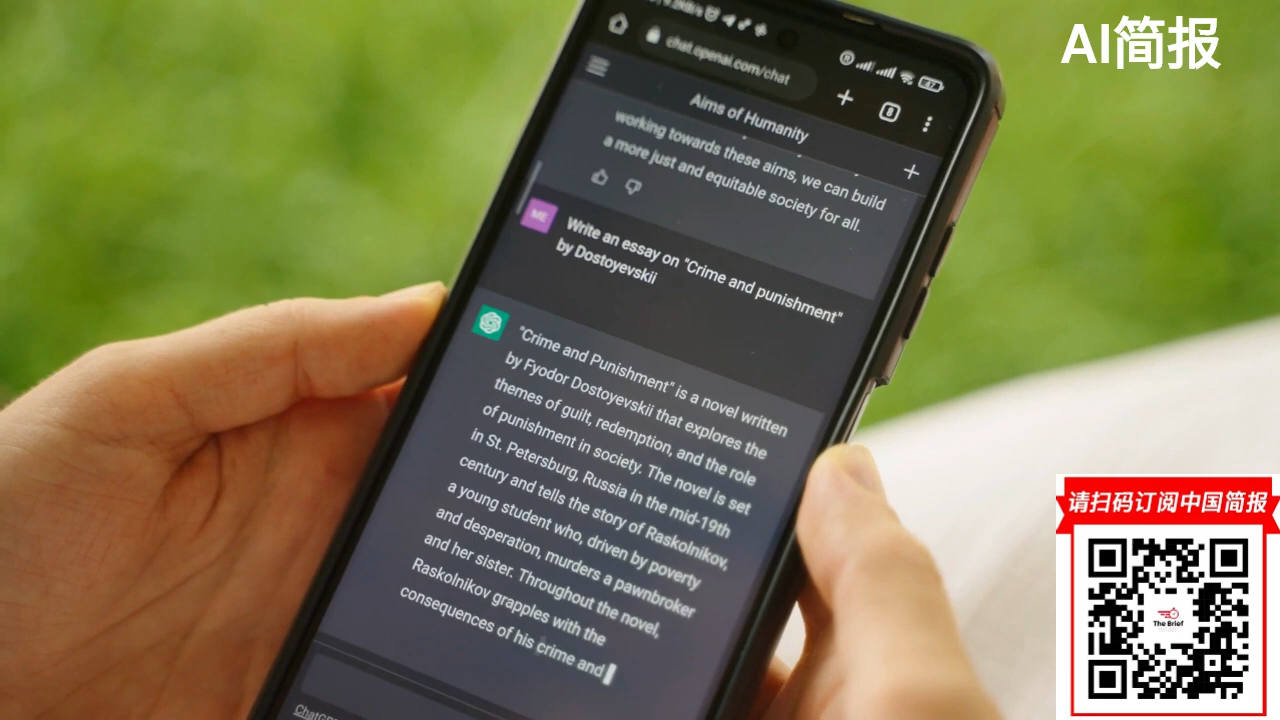 AI简报
chat.openai.com/chat
8
47
Aims of Humanity
working towards these aims, we can build
a more just and equitable society for all.
ME
Write an essay on "Crime and punishment"
by Dostoyevskii
"Crime and Punishment" is a novel written
by Fyodor Dostoyevskii that explores the
themes of guilt, redemption, and the role
of punishment in society. The novel is set
in St. Petersburg, Russia in the mid-19th
century and tells the story of Raskolnikov,
a young student who, driven by poverty
and desperation, murders a pawnbroker
and her sister. Throughout the novel,
Raskolnikov grapples with the
consequences of his crime and
请扫码订阅中国简报
The Brief